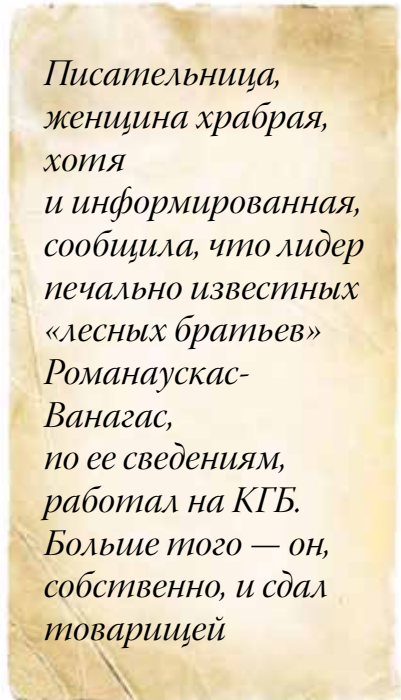 Писательница,
женщина храбрая,
хотя
и информированная,
сообщила, что лидер
печально известных
«лесных братьев»
Романаускас-
Ванагас,
по ее сведениям,
работал на КГБ.
Больше того — он,
собственно, и сдал
товарищей